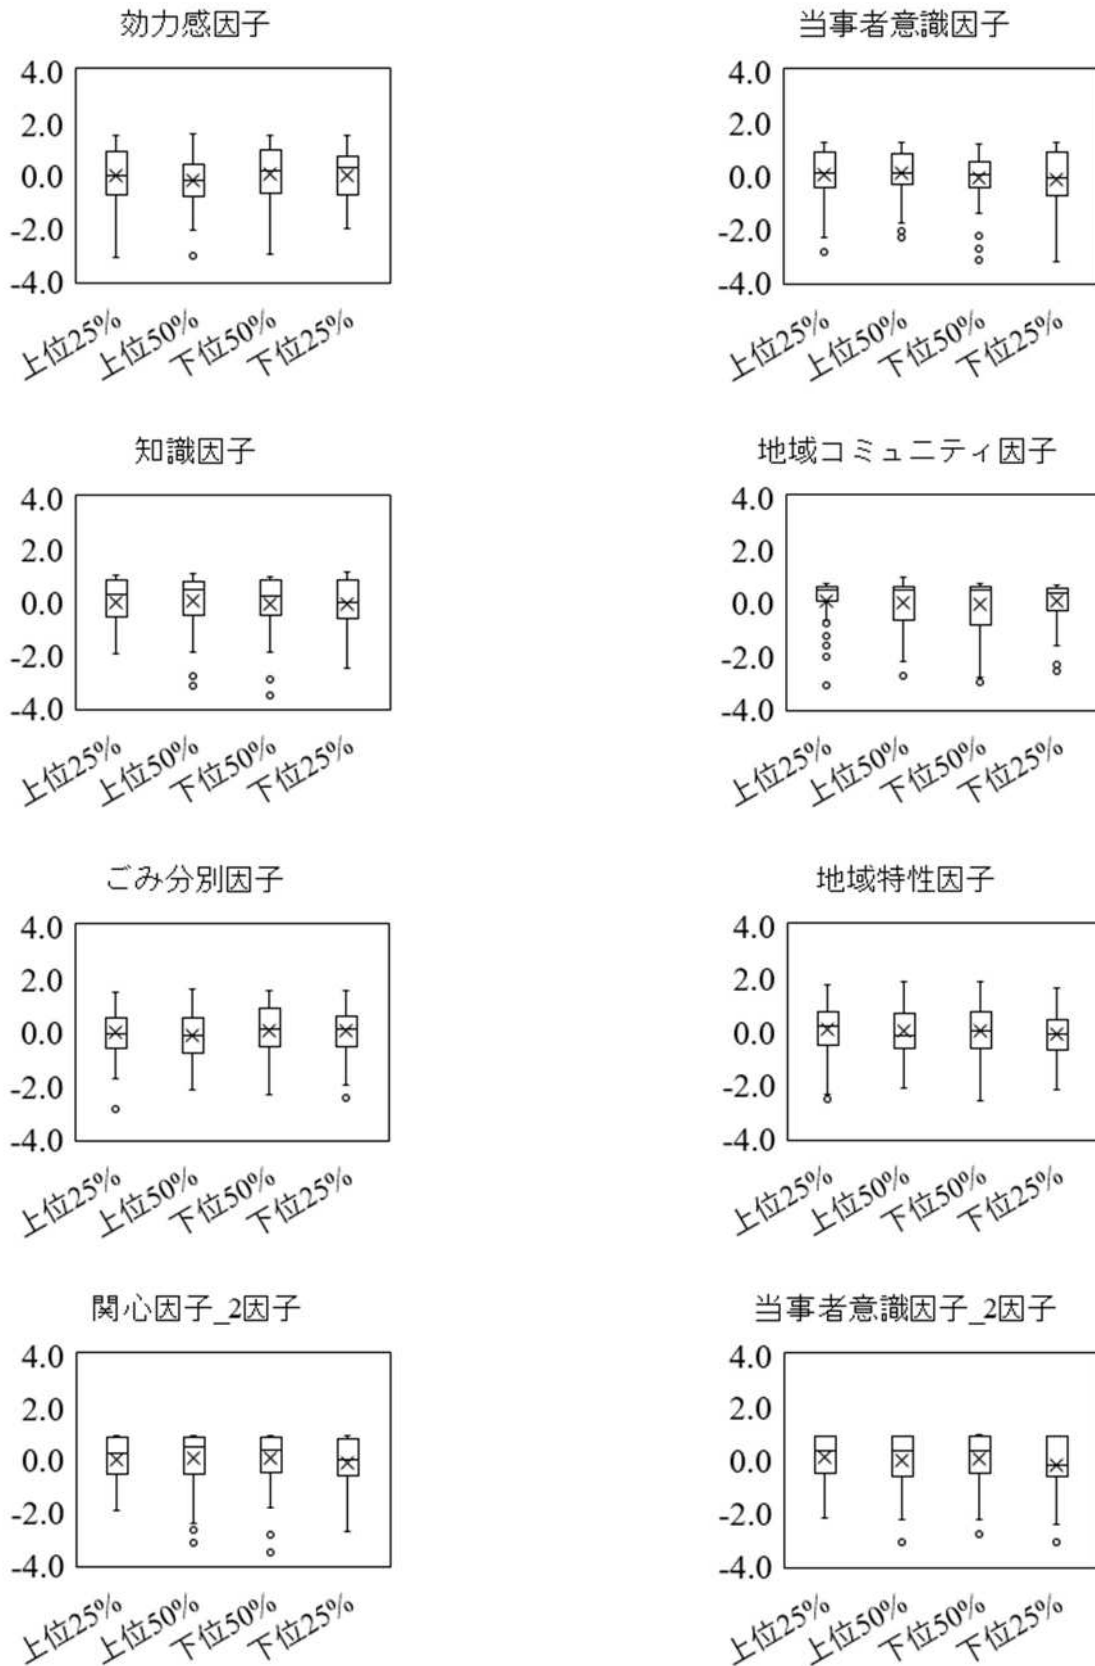 効力感因子
4.0
2.0
0.0
-2.0
-4.0
上位25%
上位50%
下位50%
下位25%
当事者意識因子
4.0
2.0
0.0
-2.0
-4.0
上位25%
上位50%
下位50%
下位25%
知識因子
4.0
2.0
0.0
-2.0
-4.0
上位25%
上位50%
下位50%
下位25%
地域コミュニティ因子
4.0
2.0
0.0
-2.0
-4.0
上位25%
上位50%
下位50%
下位25%
ごみ分別因子
4.0
2.0
0.0
-2.0
-4.0
上位25%
上位50%
下位50%
下位25%
地域特性因子
4.0
2.0
0.0
-2.0
-4.0
上位25%
上位50%
下位50%
下位25%
関心因子_2因子
4.0
2.0
0.0
-2.0
-4.0
上位25%
上位50%
下位50%
下位25%
当事者意識因子_2因子
4.0
2.0
0.0
-2.0
-4.0
上位25%
上位50%
下位50%
下位25%